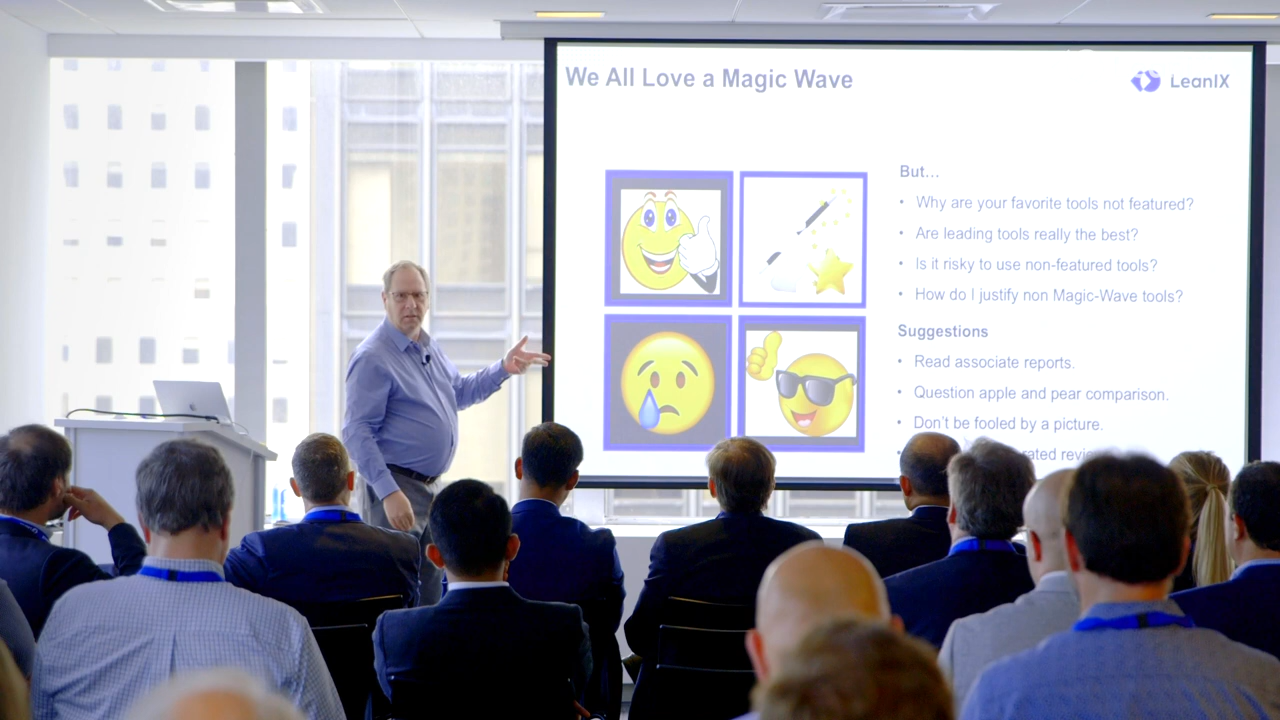 We All Love a Magic Wave
LeanIX
But...
• Why are your favorite tools not featured?
• Are leading tools really the best?
• Is it risky to use non-featured tools?
• How do I justify non Magic-Wave tools?
Suggestions
• Read associate reports.
• Question apple and pear comparison.
• Don't be fooled by a picture.